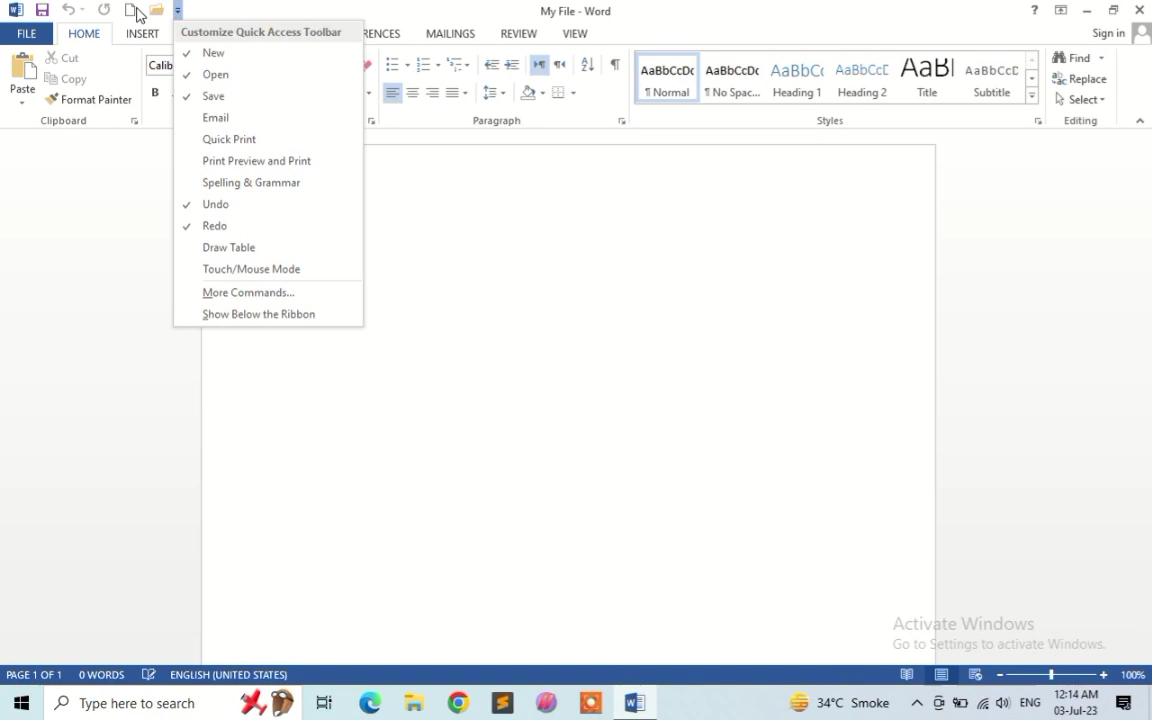 My File - Word
?
Sign in
FILE
HOME
INSERT
RENCES
MAILINGS
REVIEW
VIEW
Customize Quick Access Toolbar
New
Open
Save
Email
Quick Print
Print Preview and Print
Spelling & Grammar
Undo
Redo
Draw Table
Touch/Mouse Mode
More Commands...
Show Below the Ribbon
Paste
Cut
Copy
Format Painter
Clipboard
Calib
B
Paragraph
AaBbCcDc
¶ Normal
AaBbCcDc
¶ No Spac...
AaBbC
Heading 1
AaBbCcC
Heading 2
AaB
Title
AaBbCcD
Subtitle
Styles
Find
Replace
Select
Editing
Activate Windows
Go to Settings to activate Windows.
PAGE 1 OF 1
0 WORDS
ENGLISH (UNITED STATES)
100%
Type here to search
34°C Smoke
ENG
12:14 AM
03-Jul-23